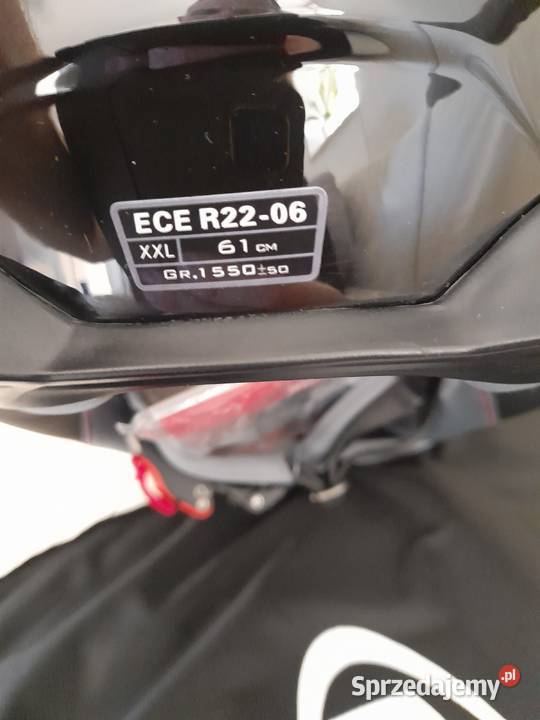 ECE R22-06
XXL 61 CM
GR.1550±50
Sprzedajemy.pl